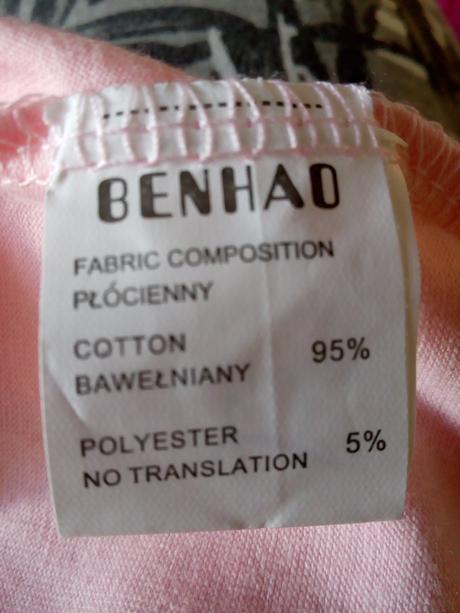 BENHAO
FABRIC COMPOSITION
PŁÓCIENNY
COTTON 95%
BAWEŁNIANY
POLYESTER 5%
NO TRANSLATION